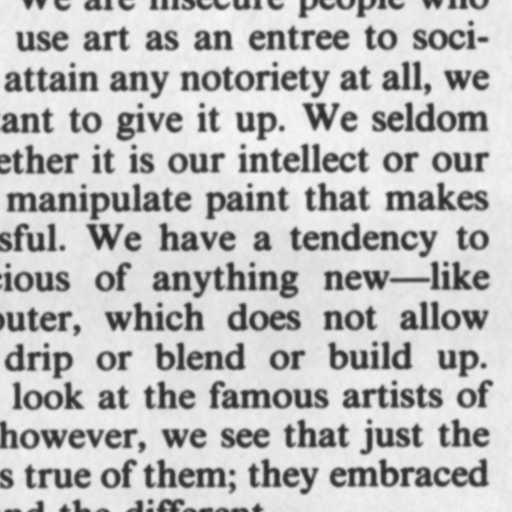 We are insecure people who
use art as an entree to soci-
attain any notoriety at all, we
ant to give it up. We seldom
ether it is our intellect or our
manipulate paint that makes
sful. We have a tendency to
cious of anything new—like
outer, which does not allow
drip or blend or build up.
look at the famous artists of
however, we see that just the
s true of them; they embraced
and the different